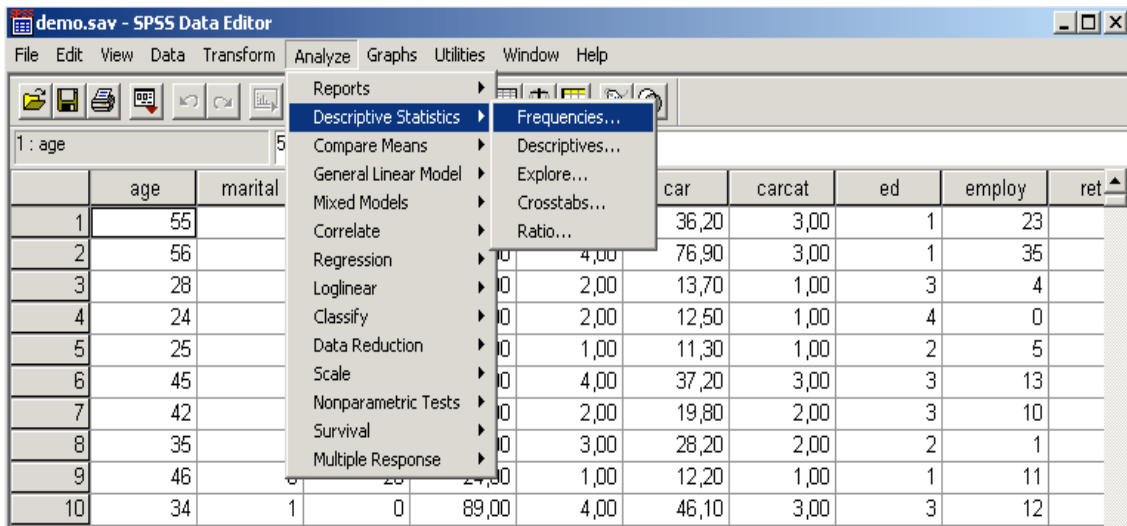 demo.sav - SPSS Data Editor
File Edit View Data Transform Analyze Graphs Utilities Window Help
Reports
Descriptive Statistics Frequencies...
1 : age 5
Compare Means Descriptives...
General Linear Model Explore...
Mixed Models Crosstabs...
Correlate Ratio...
Regression
Loglinear
Classify
Data Reduction
Scale
Nonparametric Tests
Survival
Multiple Response
age marital car carcat ed employ ret
1 55 36,20 3,00 1 23
2 56 4,00 76,90 3,00 1 35
3 28 2,00 13,70 1,00 3 4
4 24 2,00 12,50 1,00 4 0
5 25 1,00 11,30 1,00 2 5
6 45 4,00 37,20 3,00 3 13
7 42 2,00 19,80 2,00 3 10
8 35 3,00 28,20 2,00 2 1
9 46 1,00 12,20 1,00 1 11
10 34 1 0 89,00 4,00 46,10 3,00 3 12